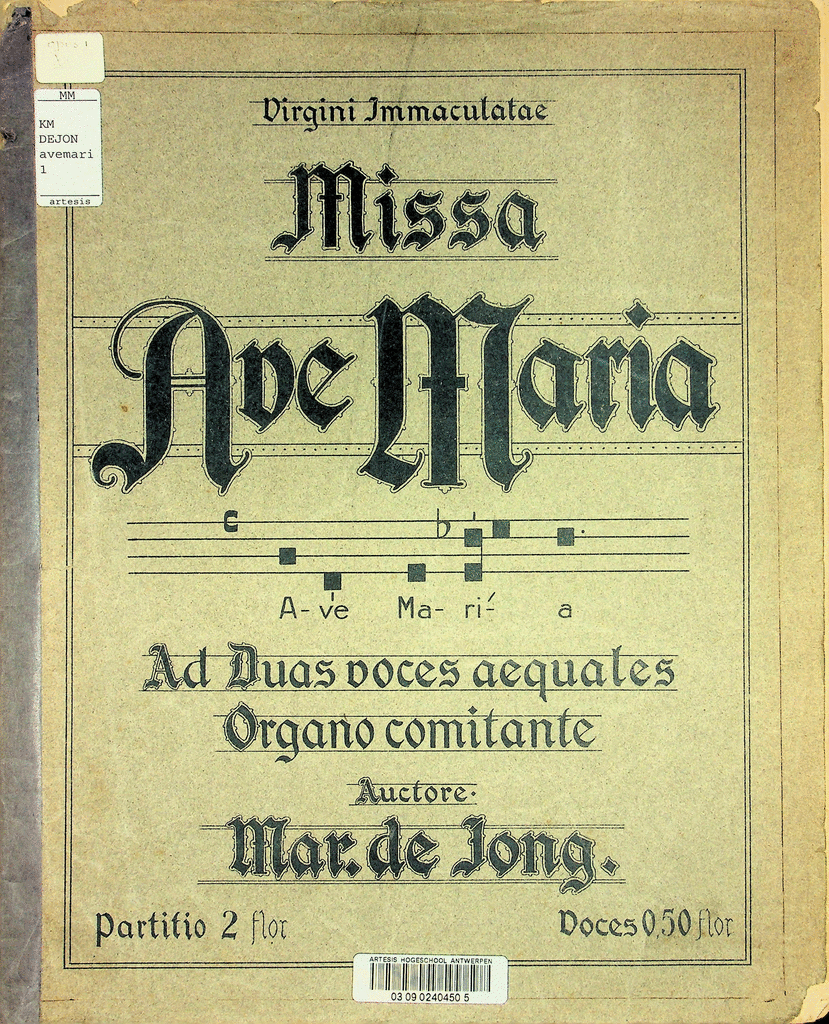 MM
KM
DEJON
avemari
1
artesis
Virgini Immaculatae
Missa
Ave Maria
A- ve Ma- rí- a
Ad Duas voces aequales
Organo comitante
Auctore.
Mar. de Jong.
Partitio 2 flor
Voces 0,50 flor
ARTESIS HOGESCHOOL ANTWERPEN
03 09 0240450 5